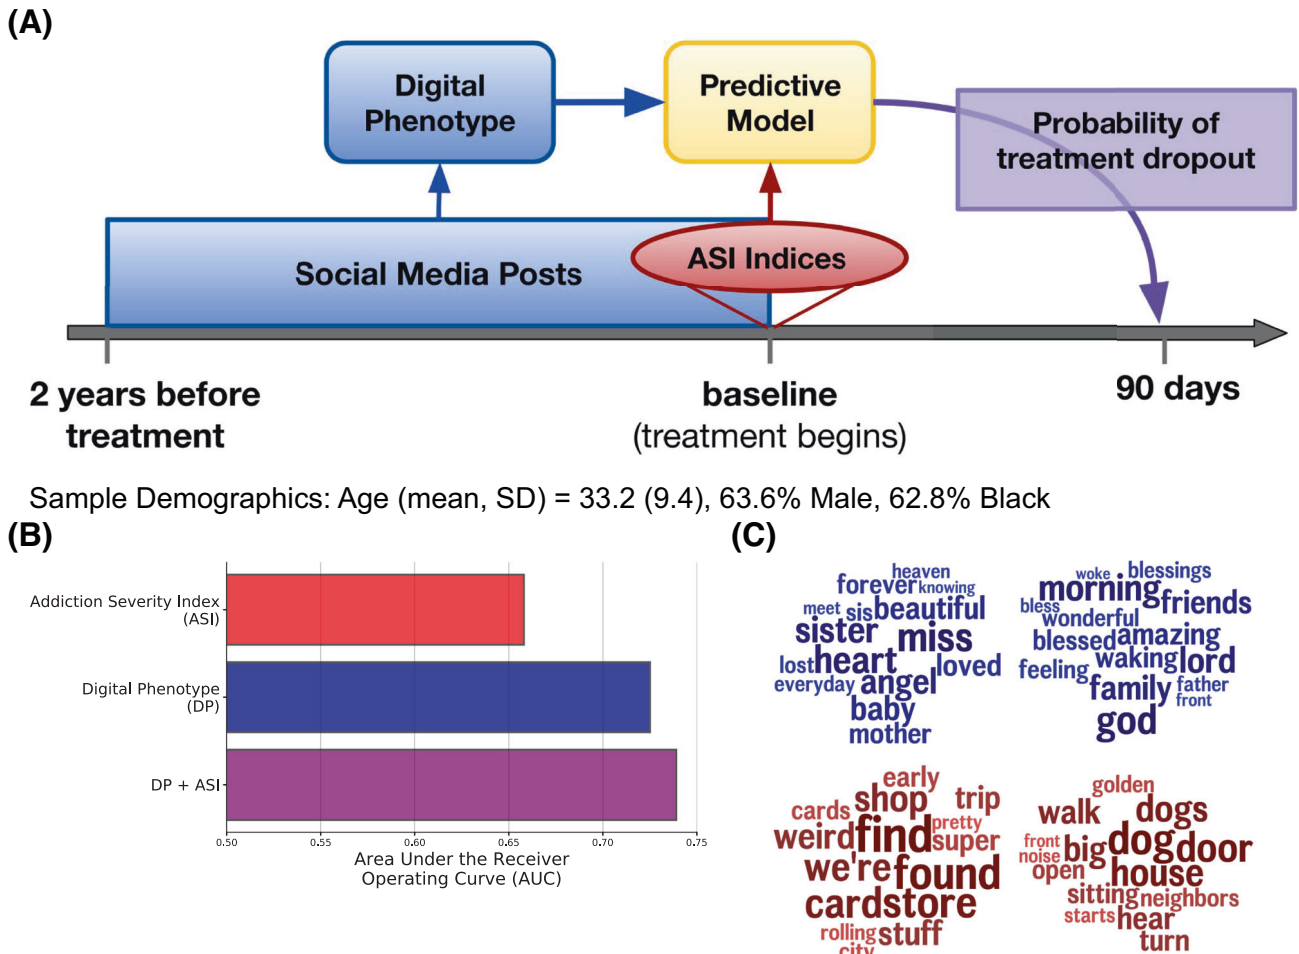 (A)
Digital
Phenotype
Predictive
Model
Probability of
treatment dropout
Social Media Posts
ASI Indices
2 years before
treatment
baseline
(treatment begins)
90 days
Sample Demographics: Age (mean, SD) = 33.2 (9.4), 63.6% Male, 62.8% Black
(B)
Addiction Severity Index
(ASI)
Digital Phenotype
(DP)
DP + ASI
0.50 0.55 0.60 0.65 0.70 0.75
Area Under the Receiver
Operating Curve (AUC)
(C)
heaven
forever knowing
meet sis beautiful
sister miss
lost heart loved
everyday angel
baby
mother
woke blessings
morning
bless friends
wonderful
blessed amazing
feeling waking lord
family father
front
god
early
cards shop trip
weird find pretty
super
we're found
card store
rolling stuff
city
golden
walk dogs
front big dog door
noise
open house
sitting neighbors
starts hear
turn